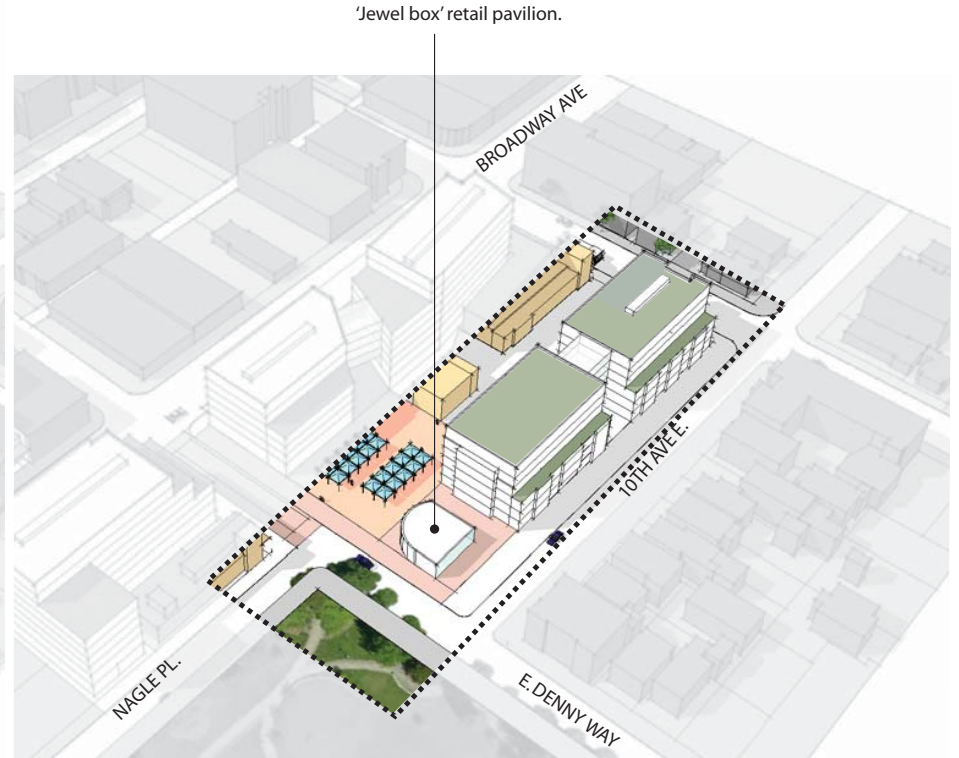 ‘Jewel box’ retail pavilion.
BROADWAY AVE
10TH AVE E.
NAGLE PL.
E. DENNY WAY